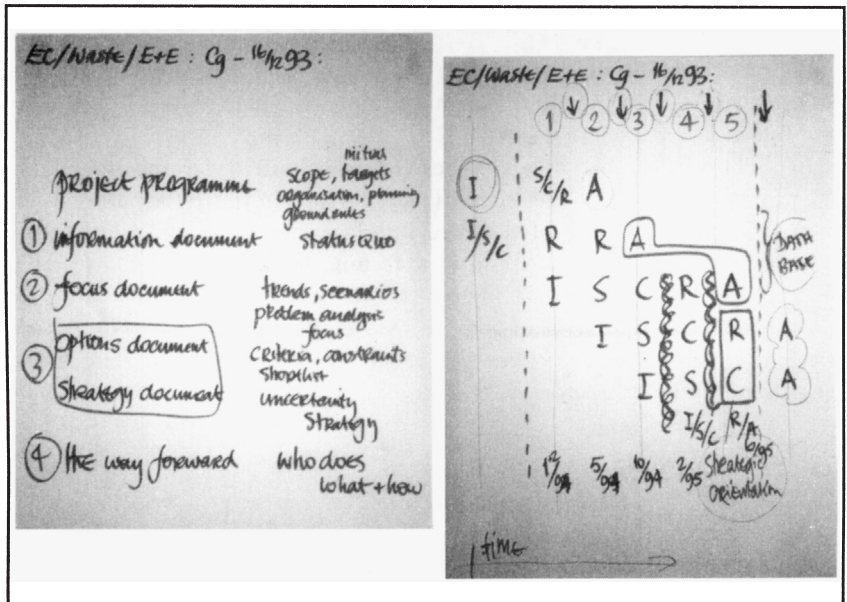 EC/Waste/E+E : Cg - 16/12 93:
project programme
scope, targets
organisation, planning
ground rules
① information document status quo
② focus document trends, scenarios
problem analysis
focus
③ options document criteria, constraints
shortlist
strategy document uncertainty
strategy
④ the way forward who does
what + how
EC/Waste/E+E : Cg - 16/12 93:
1 2 3 4 5
I S/C/R A
I/S/C R R A DATA
BASE
I S C R A
I S C R A
I S C A
I/S/C R/A
6/95
12/94 5/94 10/94 2/95 Strategic
orientation
time